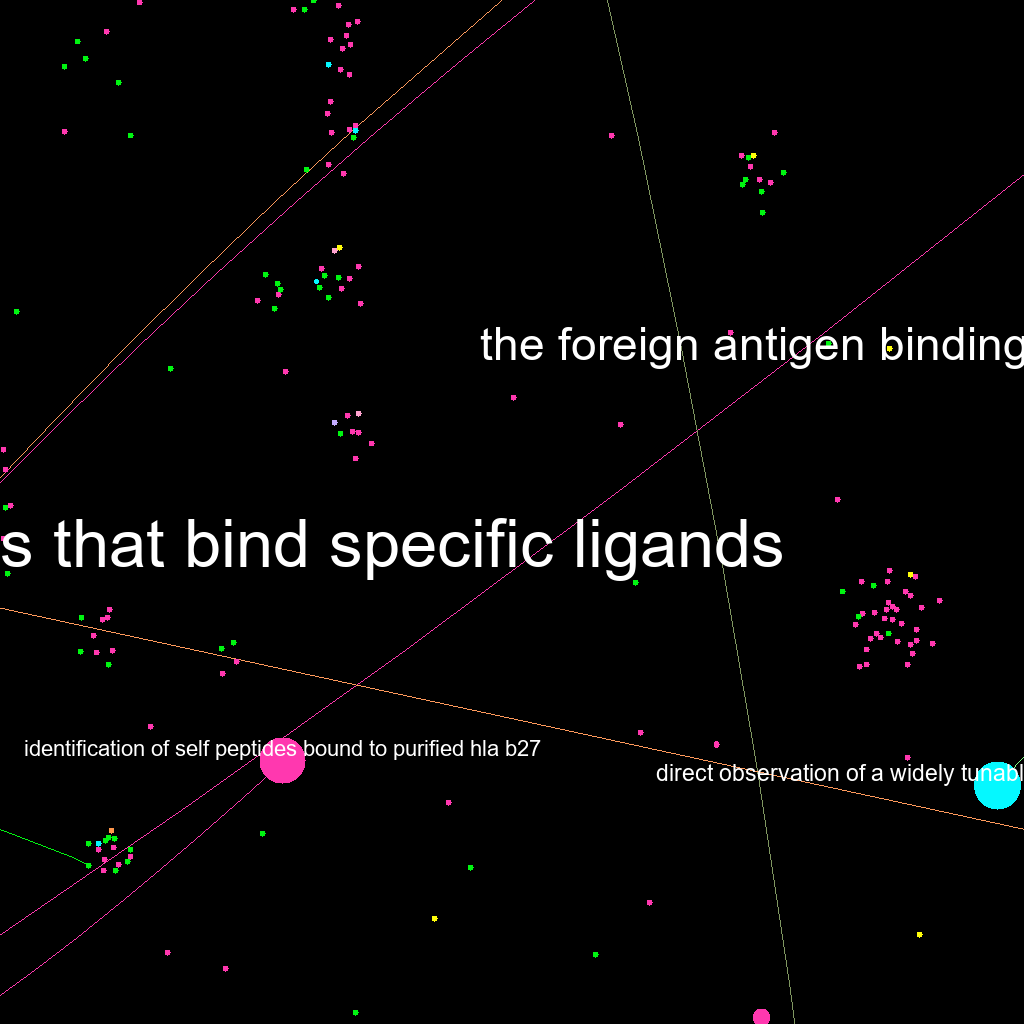 the foreign antigen binding
s that bind specific ligands
identification of self peptides bound to purified hla b27
direct observation of a widely tunabl